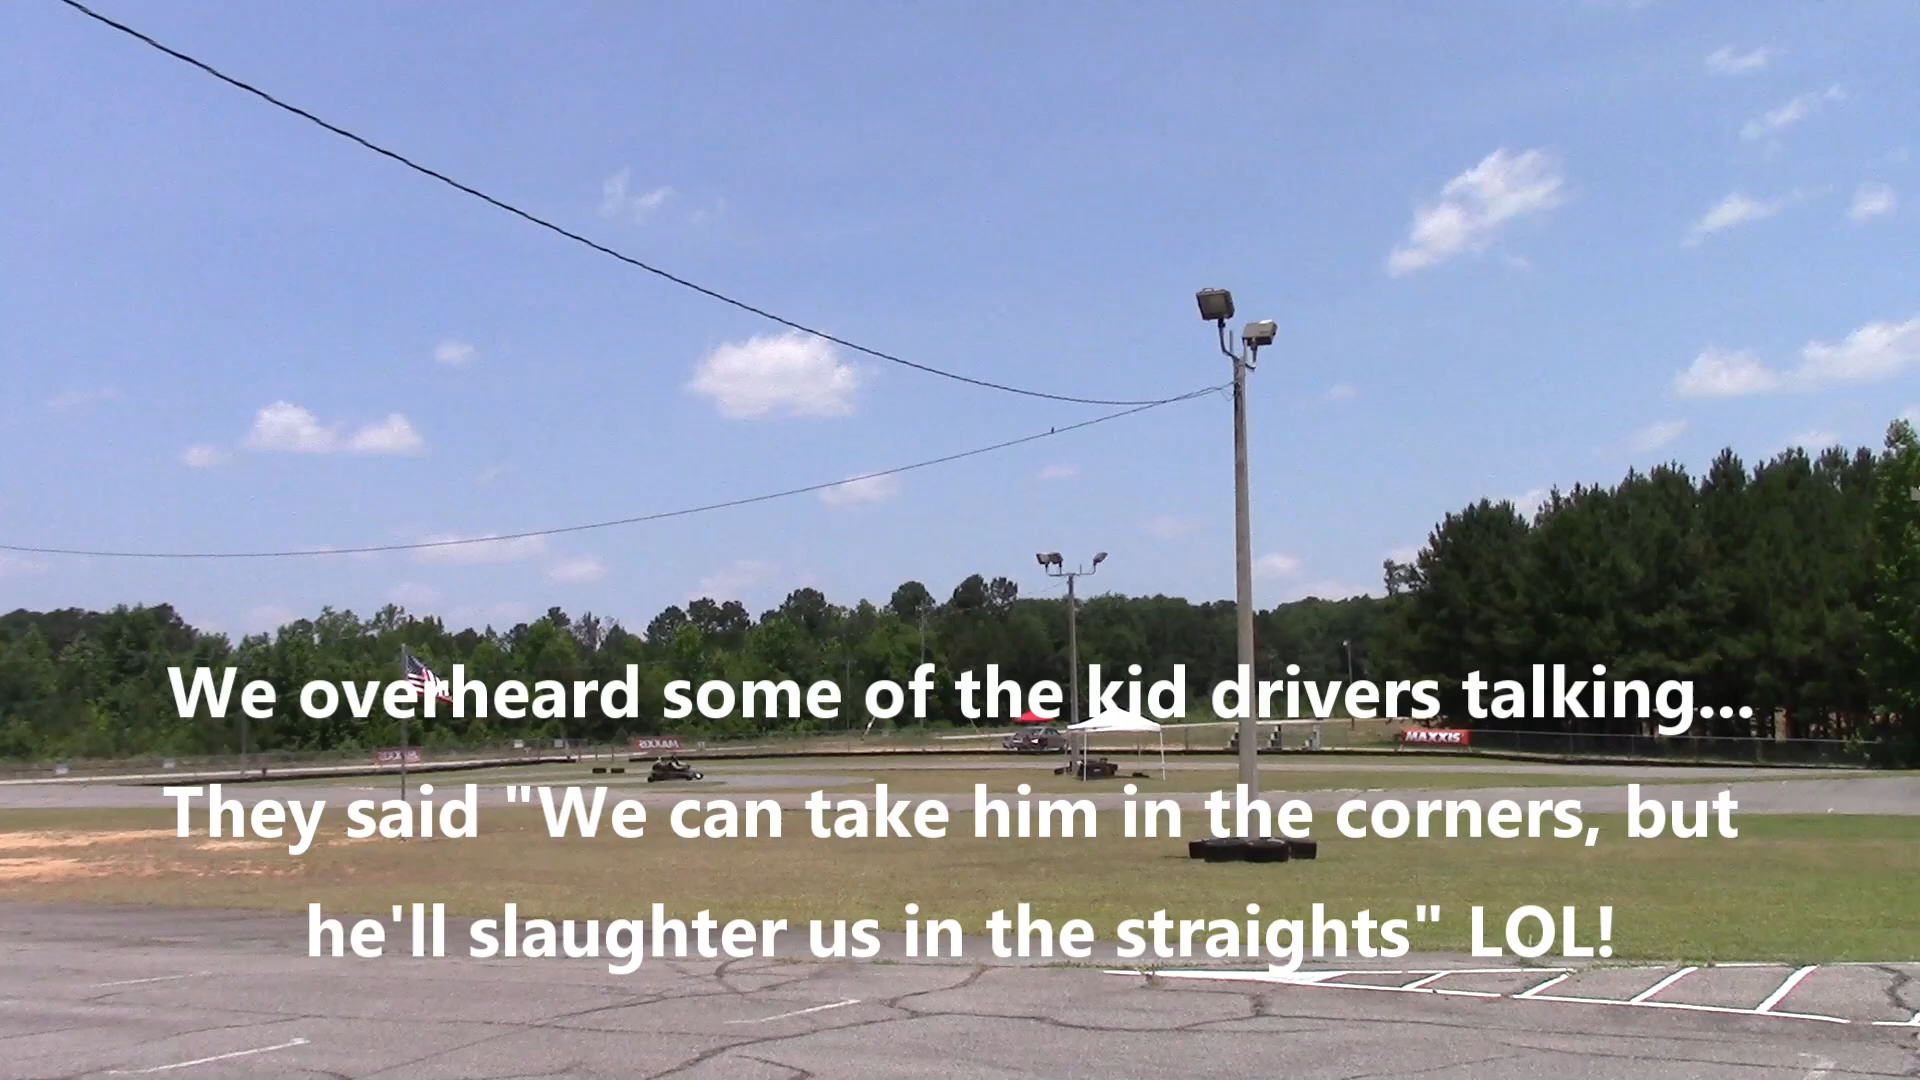 We overheard some of the kid drivers talking...
MAXXIS
They said "We can take him in the corners, but
he'll slaughter us in the straights" LOL!